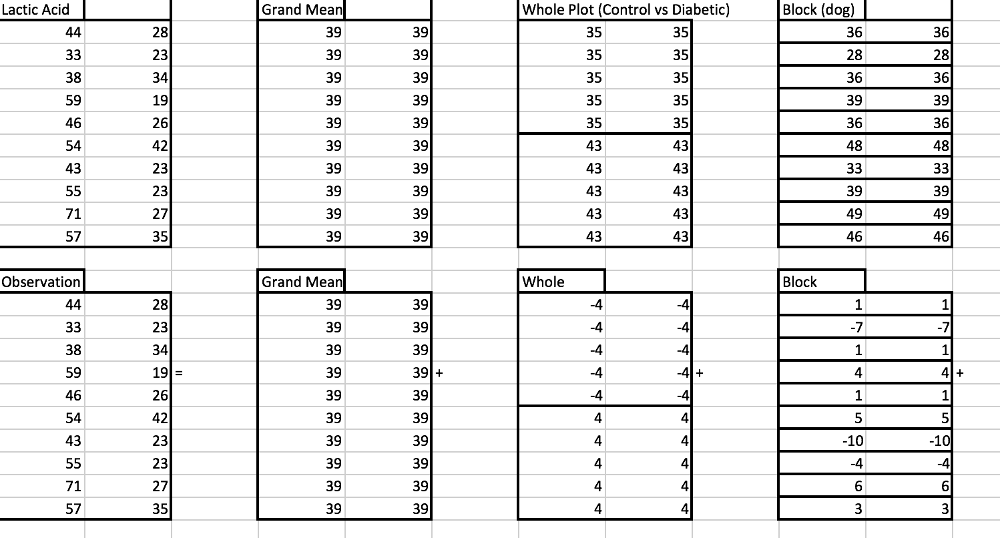 Lactic Acid Grand Mean Whole Plot (Control vs Diabetic) Block (dog)
44 28 39 39 35 35 36 36
33 23 39 39 35 35 28 28
38 34 39 39 35 35 36 36
59 19 39 39 35 35 39 39
46 26 39 39 35 35 36 36
54 42 39 39 43 43 48 48
43 23 39 39 43 43 33 33
55 23 39 39 43 43 39 39
71 27 39 39 43 43 49 49
57 35 39 39 43 43 46 46
Observation Grand Mean Whole Block
44 28 39 39 -4 -4 1 1
33 23 39 39 -4 -4 -7 -7
38 34 39 39 -4 -4 1 1
59 19 = 39 39 + -4 -4 + 4 4 +
46 26 39 39 -4 -4 1 1
54 42 39 39 4 4 5 5
43 23 39 39 4 4 -10 -10
55 23 39 39 4 4 -4 -4
71 27 39 39 4 4 6 6
57 35 39 39 4 4 3 3